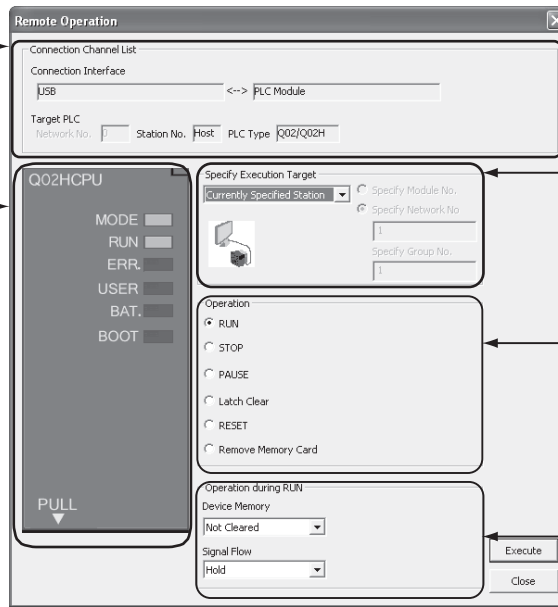 Remote Operation
Connection Channel List
Connection Interface
USB <--> PLC Module
Target PLC
Network No. 0 Station No. Host PLC Type Q02/Q02H
Q02HCPU
MODE
RUN
ERR.
USER
BAT.
BOOT
PULL
Specify Execution Target
Currently Specified Station
Specify Module No.
Specify Network No
1
Specify Group No.
1
Operation
RUN
STOP
PAUSE
Latch Clear
RESET
Remove Memory Card
Operation during RUN
Device Memory
Not Cleared
Signal Flow
Hold
Execute
Close